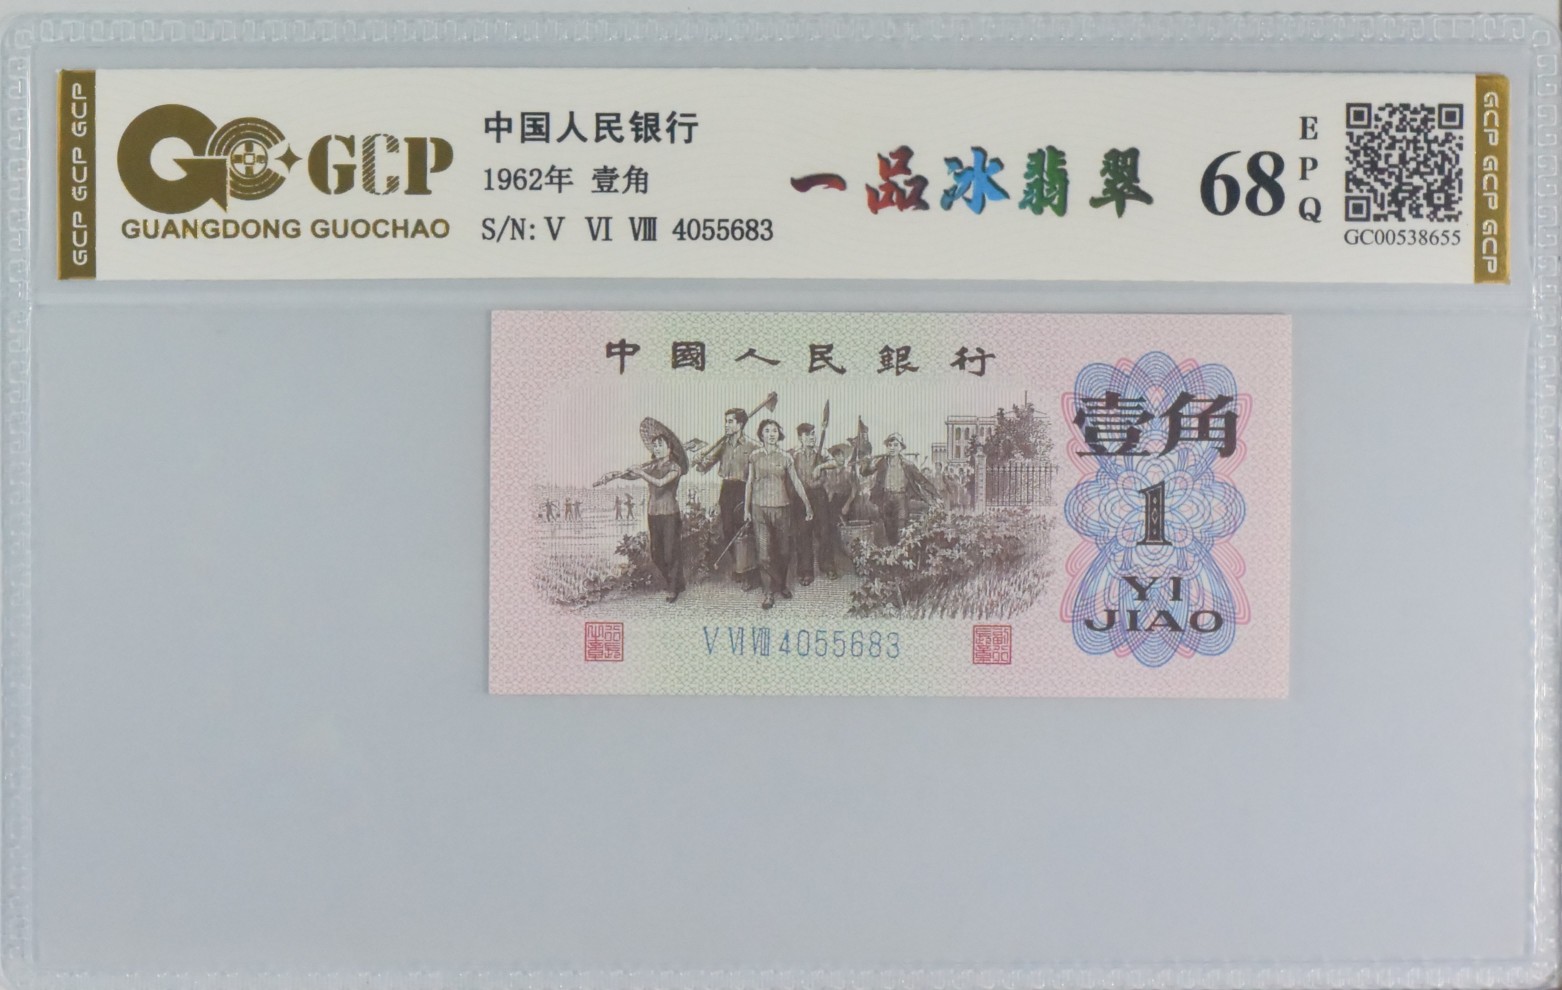 GCP GCP GCP
GCP
GUANGDONG GUOCHAO
中国人民银行
1962年 壹角
S/N: Ⅴ Ⅵ Ⅷ 4055683
一品冰翡翠
68
EPQ
GC00538655
GCP GCP GCP
中國人民銀行
壹角
1
YI
JIAO
Ⅴ Ⅵ Ⅷ 4055683